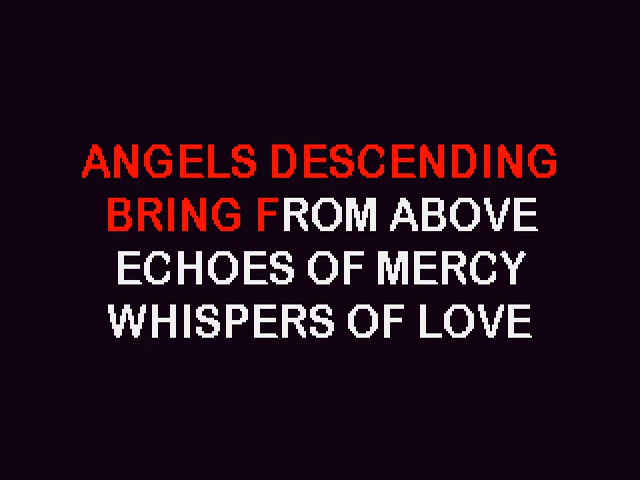 ANGELS DESCENDING
BRING FROM ABOVE
ECHOES OF MERCY
WHISPERS OF LOVE